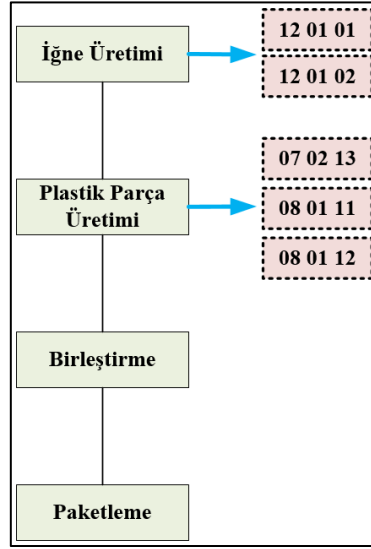 İğne Üretimi
12 01 01
12 01 02
Plastik Parça
Üretimi
07 02 13
08 01 11
08 01 12
Birleştirme
Paketleme